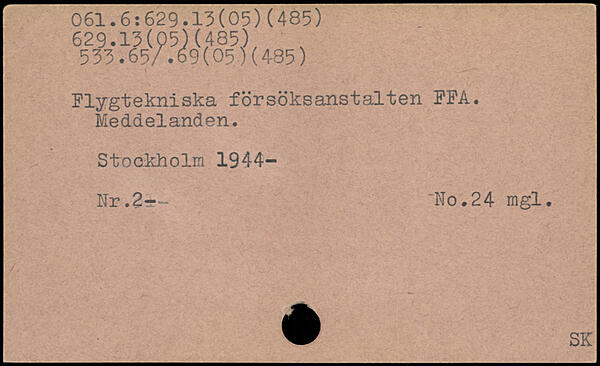 061.6:629.13(05)(485)
629.13(05)(485)
533.65/.69(05)(485)
Flygtekniska försöksanstalten FFA.
Meddelanden.
Stockholm 1944-
Nr.2-- No.24 mgl.
SK